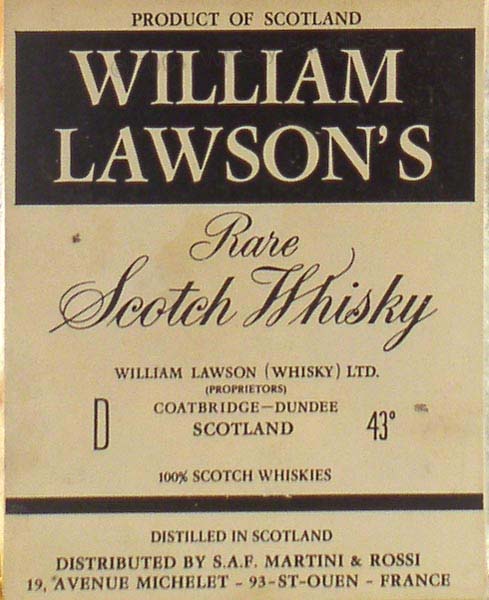 PRODUCT OF SCOTLAND
WILLIAM
LAWSON'S
Rare
Scotch Whisky
WILLIAM LAWSON (WHISKY) LTD.
(PROPRIETORS)
COATBRIDGE—DUNDEE
D SCOTLAND 43°
100% SCOTCH WHISKIES
DISTILLED IN SCOTLAND
DISTRIBUTED BY S.A.F. MARTINI & ROSSI
19, AVENUE MICHELET - 93-ST-OUEN - FRANCE